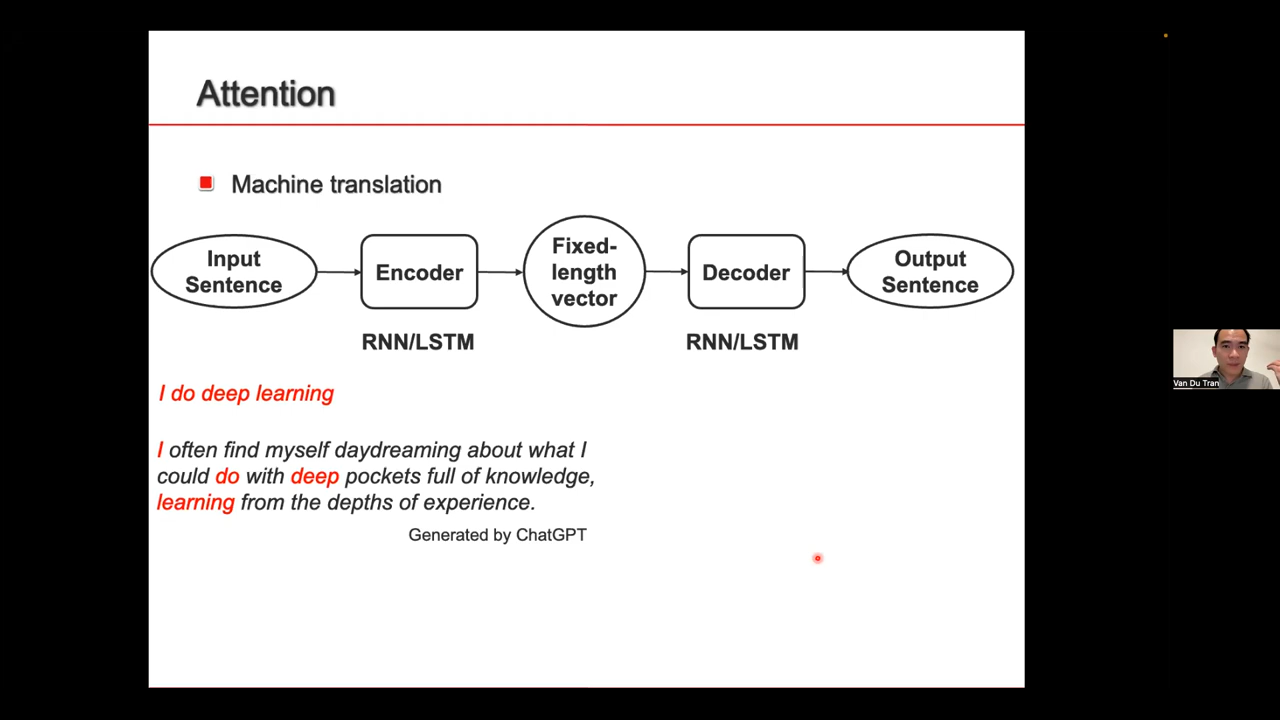 Attention
Machine translation
Input
Sentence
Encoder
Fixed-
length
vector
Decoder
Output
Sentence
RNN/LSTM
RNN/LSTM
I do deep learning
I often find myself daydreaming about what I
could do with deep pockets full of knowledge,
learning from the depths of experience.
Generated by ChatGPT
Van Du Tran